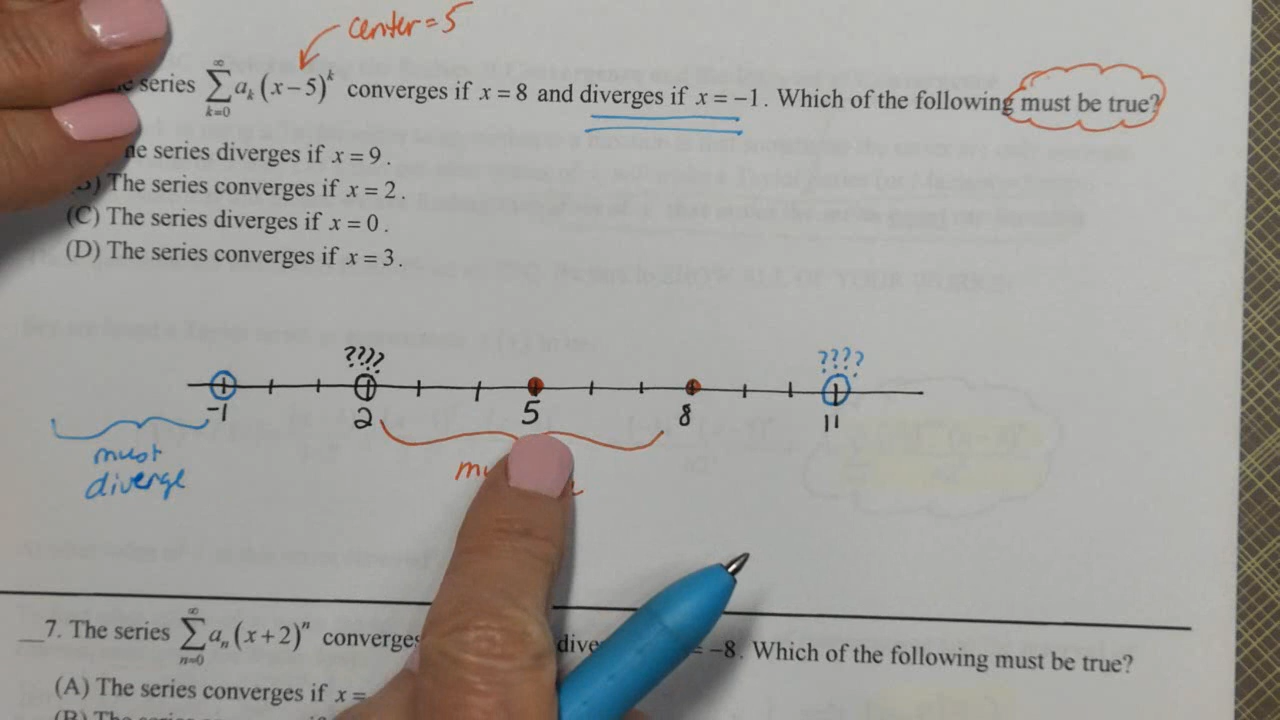 center = 5
series ∑_{k=0}^{∞} a_k (x−5)^k converges if x = 8 and diverges if x = −1. Which of the following must be true?
The series diverges if x = 9.
(B) The series converges if x = 2.
(C) The series diverges if x = 0.
(D) The series converges if x = 3.
???? ????
-1 2 5 8 11
must
diverge
__7. The series ∑_{n=0}^{∞} a_n (x+2)^n converges −8. Which of the following must be true?
(A) The series converges if x =